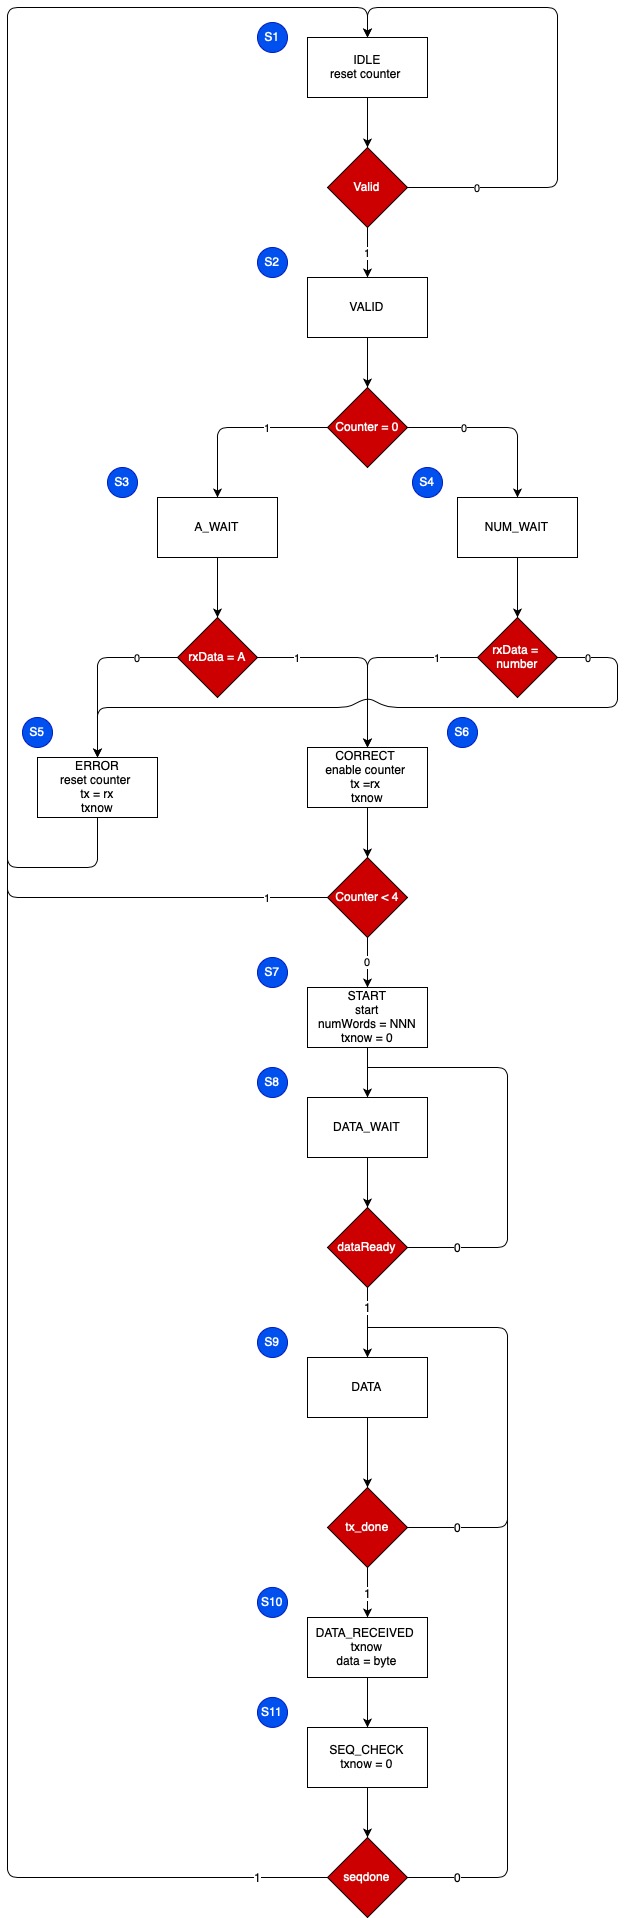 S1
IDLE
reset counter
Valid
0
1
S2
VALID
Counter = 0
1
0
S3
S4
A_WAIT
NUM_WAIT
rxData = A
0
1
rxData =
number
1
0
S5
S6
ERROR
reset counter
tx = rx
txnow
CORRECT
enable counter
tx =rx
txnow
Counter < 4
1
0
S7
START
start
numWords = NNN
txnow = 0
S8
DATA_WAIT
dataReady
0
1
S9
DATA
tx_done
0
1
S10
DATA_RECEIVED
txnow
data = byte
S11
SEQ_CHECK
txnow = 0
seqdone
1
0